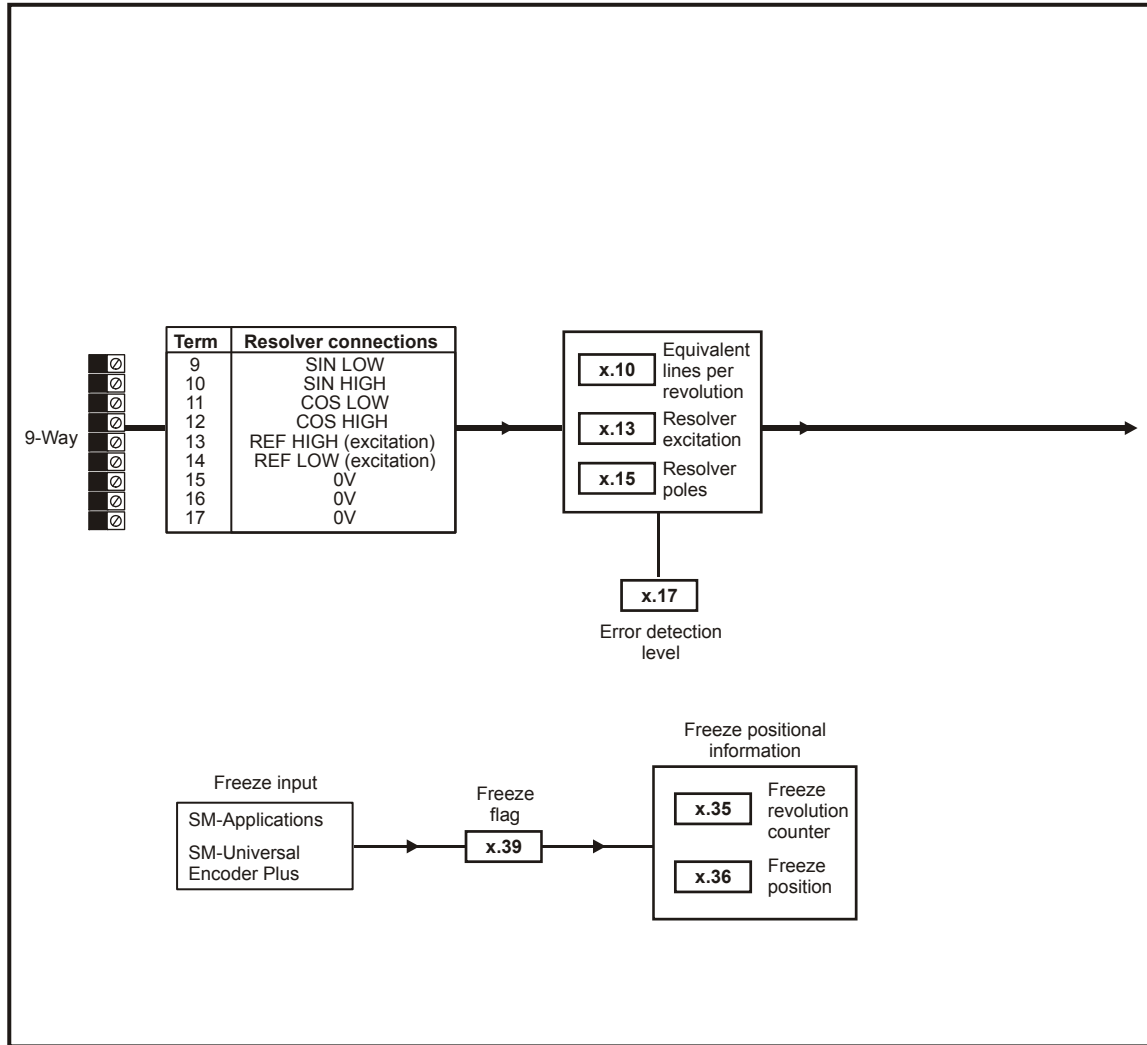 9-Way
Term Resolver connections
9 SIN LOW
10 SIN HIGH
11 COS LOW
12 COS HIGH
13 REF HIGH (excitation)
14 REF LOW (excitation)
15 0V
16 0V
17 0V
x.10 Equivalent
lines per
revolution
x.13 Resolver
excitation
x.15 Resolver
poles
x.17
Error detection
level
Freeze input
SM-Applications
SM-Universal
Encoder Plus
Freeze
flag
x.39
Freeze positional
information
x.35 Freeze
revolution
counter
x.36 Freeze
position